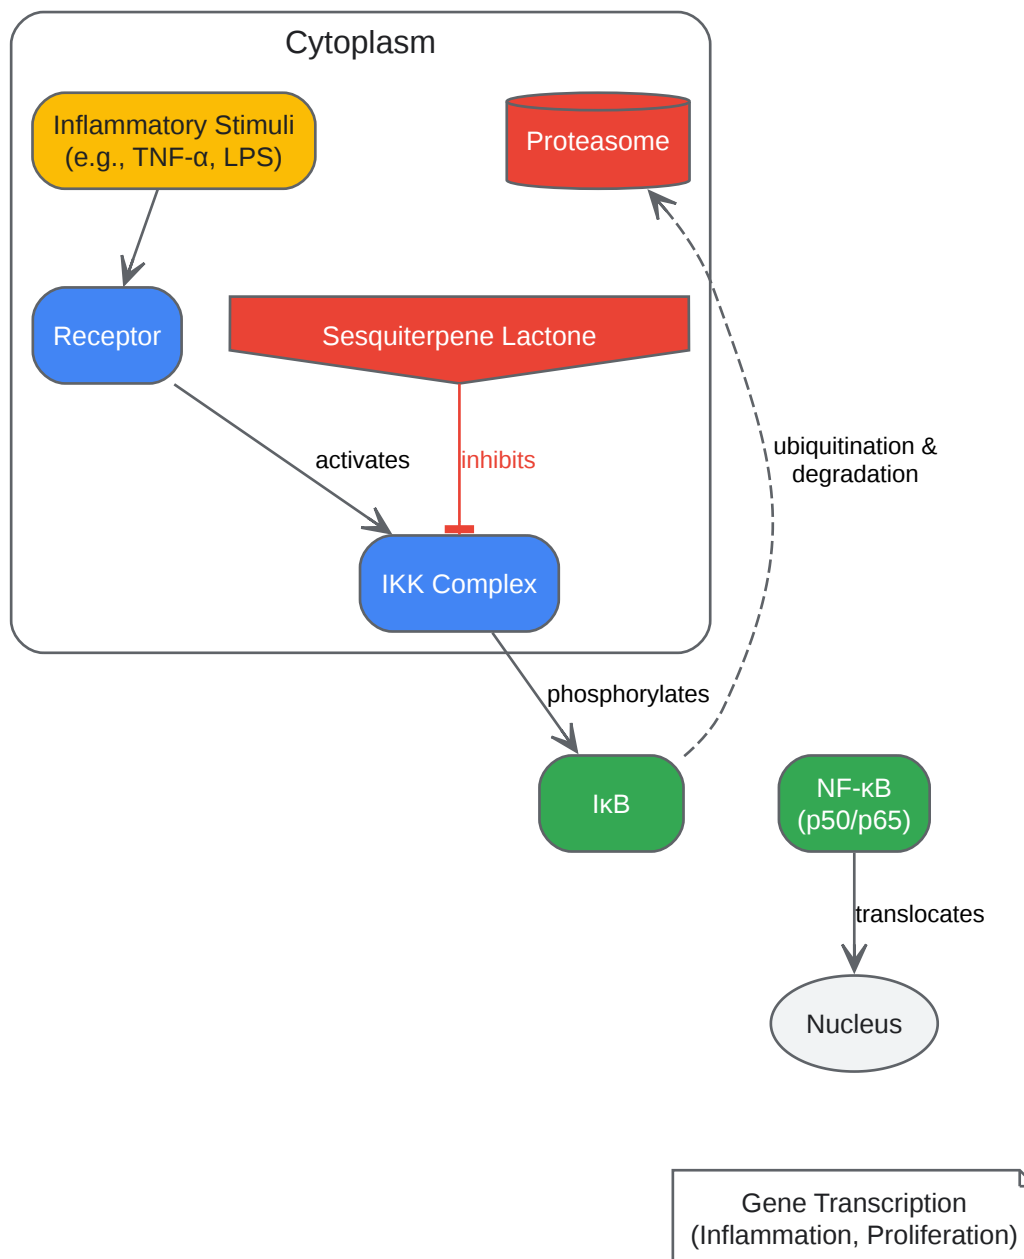 Cytoplasm
Inflammatory Stimuli
(e.g., TNF-α, LPS)
Proteasome
Receptor
Sesquiterpene Lactone
activates
inhibits
ubiquitination &
degradation
IKK Complex
phosphorylates
IκB
NF-κB
(p50/p65)
translocates
Nucleus
Gene Transcription
(Inflammation, Proliferation)